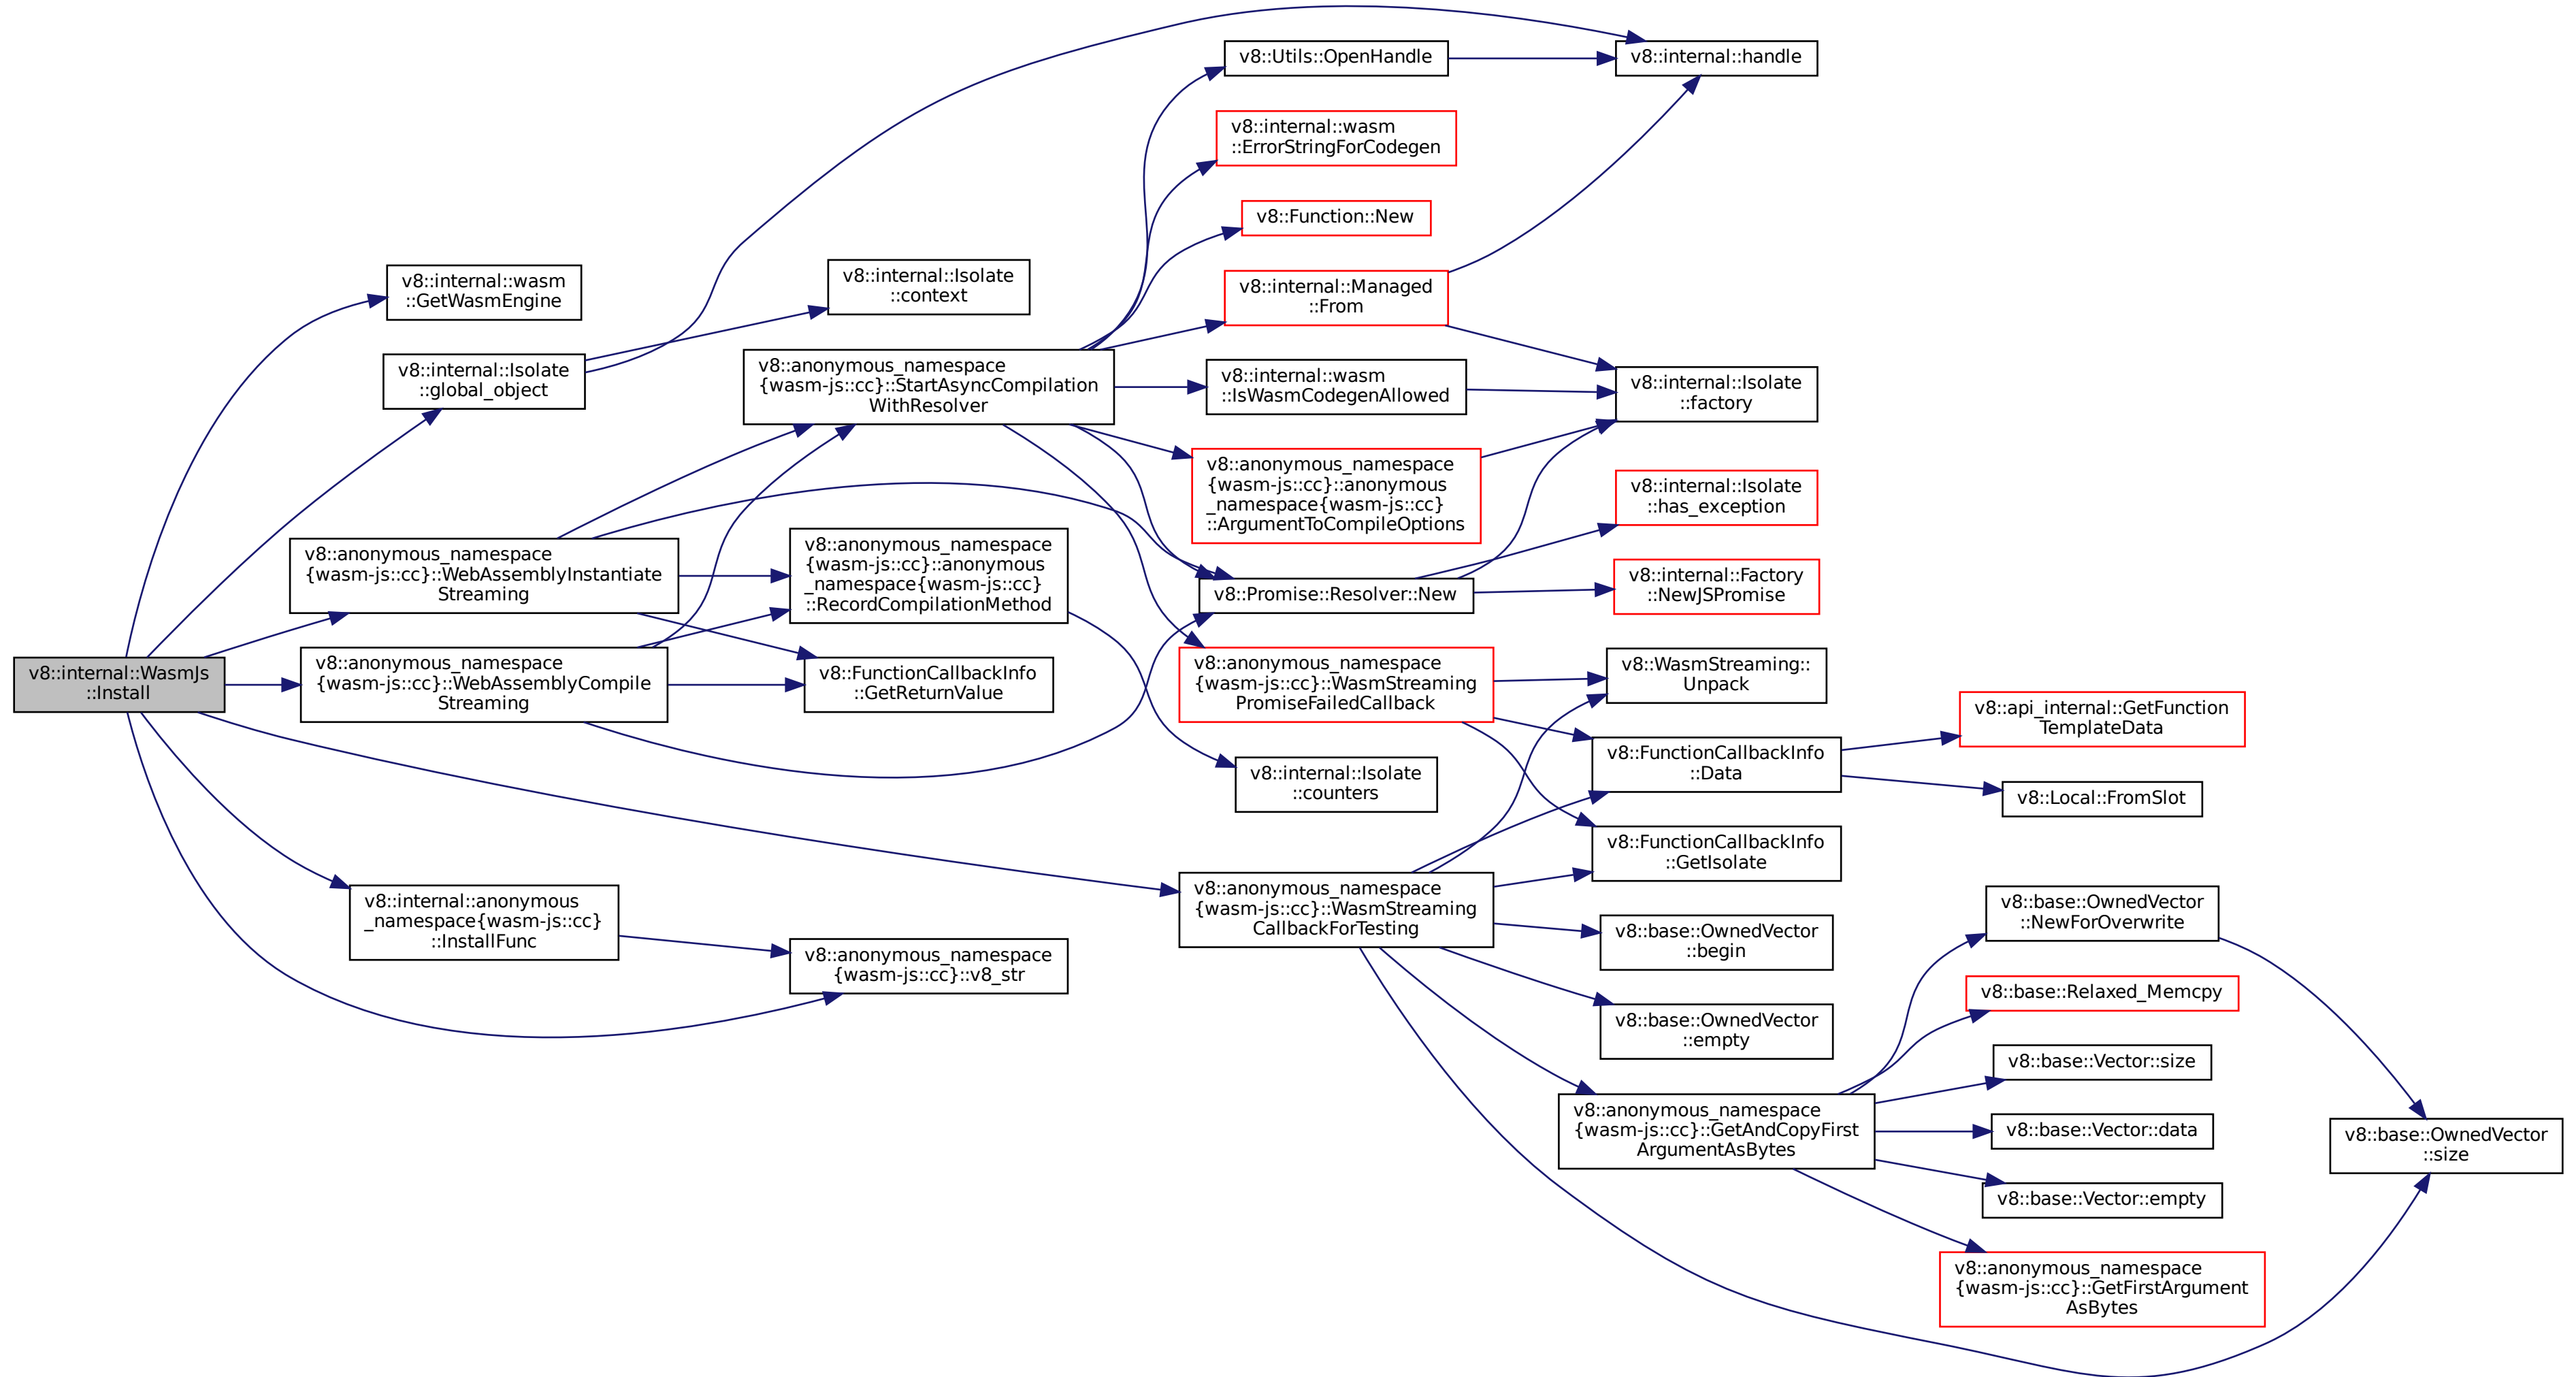 v8::internal::WasmJs
::Install
v8::internal::wasm
::GetWasmEngine
v8::internal::Isolate
::global_object
v8::anonymous_namespace
{wasm-js::cc}::WebAssemblyInstantiate
Streaming
v8::anonymous_namespace
{wasm-js::cc}::WebAssemblyCompile
Streaming
v8::internal::anonymous
_namespace{wasm-js::cc}
::InstallFunc
v8::internal::Isolate
::context
v8::anonymous_namespace
{wasm-js::cc}::StartAsyncCompilation
WithResolver
v8::anonymous_namespace
{wasm-js::cc}::anonymous
_namespace{wasm-js::cc}
::RecordCompilationMethod
v8::FunctionCallbackInfo
::GetReturnValue
v8::anonymous_namespace
{wasm-js::cc}::v8_str
v8::Utils::OpenHandle
v8::internal::wasm
::ErrorStringForCodegen
v8::Function::New
v8::internal::Managed
::From
v8::internal::wasm
::IsWasmCodegenAllowed
v8::anonymous_namespace
{wasm-js::cc}::anonymous
_namespace{wasm-js::cc}
::ArgumentToCompileOptions
v8::Promise::Resolver::New
v8::anonymous_namespace
{wasm-js::cc}::WasmStreaming
PromiseFailedCallback
v8::internal::Isolate
::counters
v8::anonymous_namespace
{wasm-js::cc}::WasmStreaming
CallbackForTesting
v8::internal::handle
v8::internal::Isolate
::factory
v8::internal::Isolate
::has_exception
v8::internal::Factory
::NewJSPromise
v8::WasmStreaming::
Unpack
v8::FunctionCallbackInfo
::Data
v8::FunctionCallbackInfo
::GetIsolate
v8::base::OwnedVector
::begin
v8::base::OwnedVector
::empty
v8::anonymous_namespace
{wasm-js::cc}::GetAndCopyFirst
ArgumentAsBytes
v8::api_internal::GetFunction
TemplateData
v8::Local::FromSlot
v8::base::OwnedVector
::NewForOverwrite
v8::base::Relaxed_Memcpy
v8::base::Vector::size
v8::base::Vector::data
v8::base::Vector::empty
v8::anonymous_namespace
{wasm-js::cc}::GetFirstArgument
AsBytes
v8::base::OwnedVector
::size